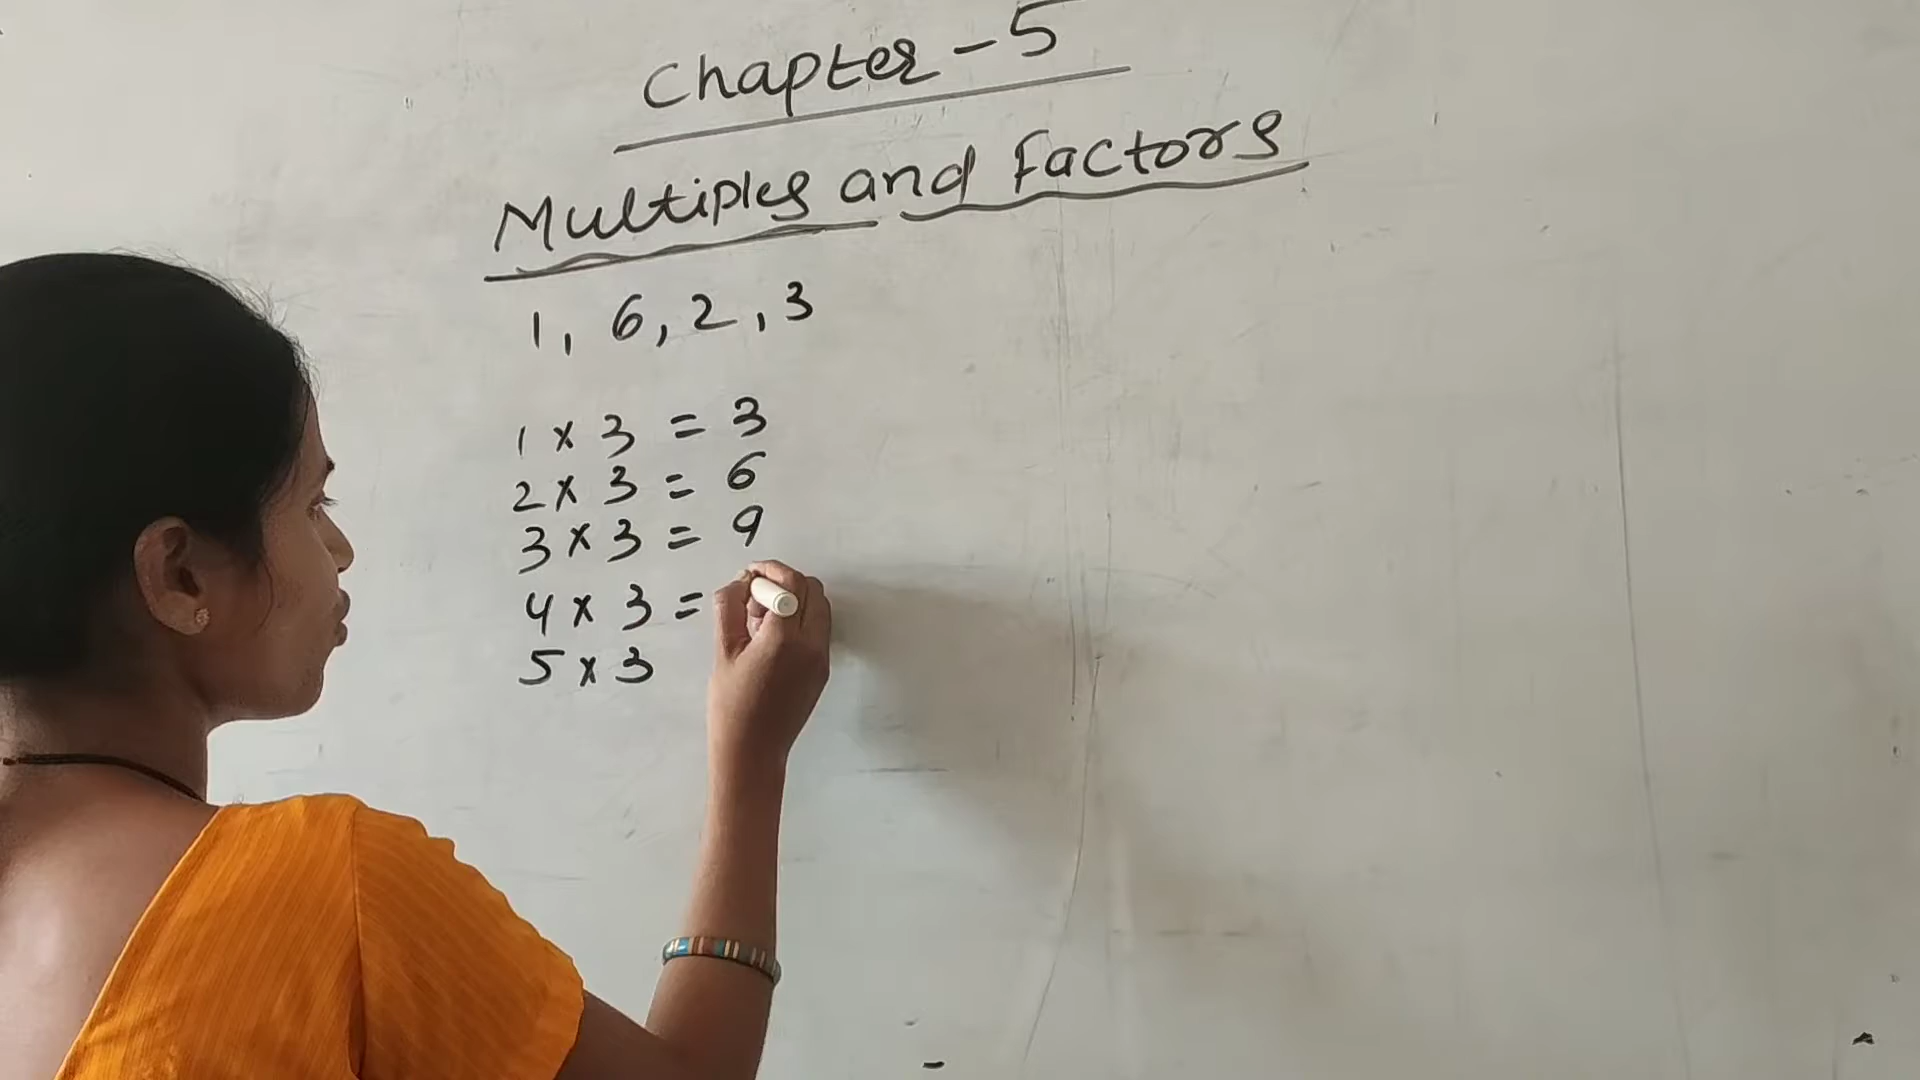 Chapter - 5
Multiples and Factors
1, 6, 2, 3
1 × 3 = 3
2 × 3 = 6
3 × 3 = 9
4 × 3 =
5 × 3